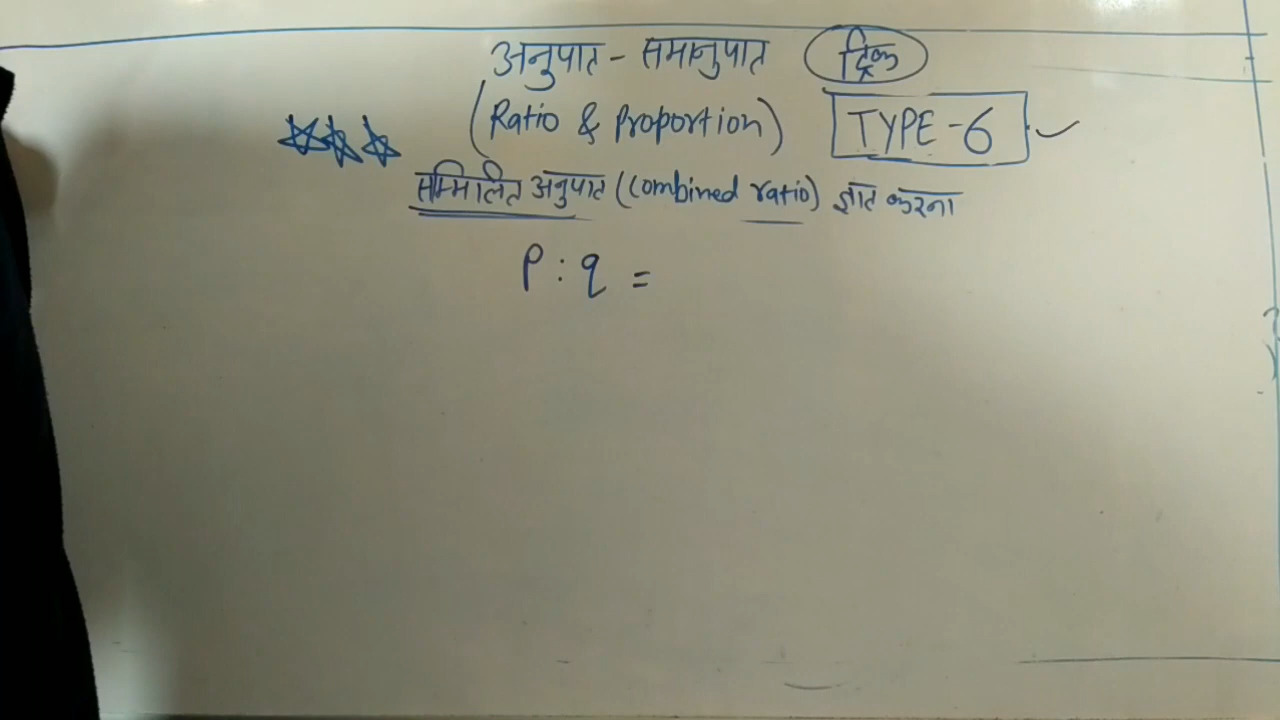 अनुपात - समानुपात ट्रिक
(Ratio & Proportion) TYPE-6
सम्मिलित अनुपात (Combined ratio) ज्ञात करना
P : q =